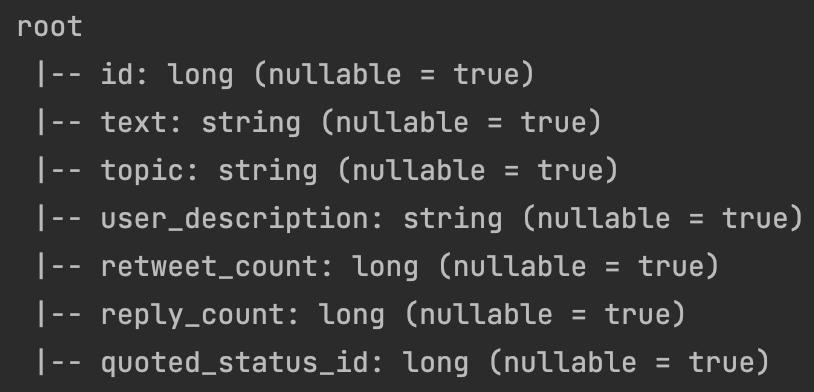 root
 |-- id: long (nullable = true)
 |-- text: string (nullable = true)
 |-- topic: string (nullable = true)
 |-- user_description: string (nullable = true)
 |-- retweet_count: long (nullable = true)
 |-- reply_count: long (nullable = true)
 |-- quoted_status_id: long (nullable = true)